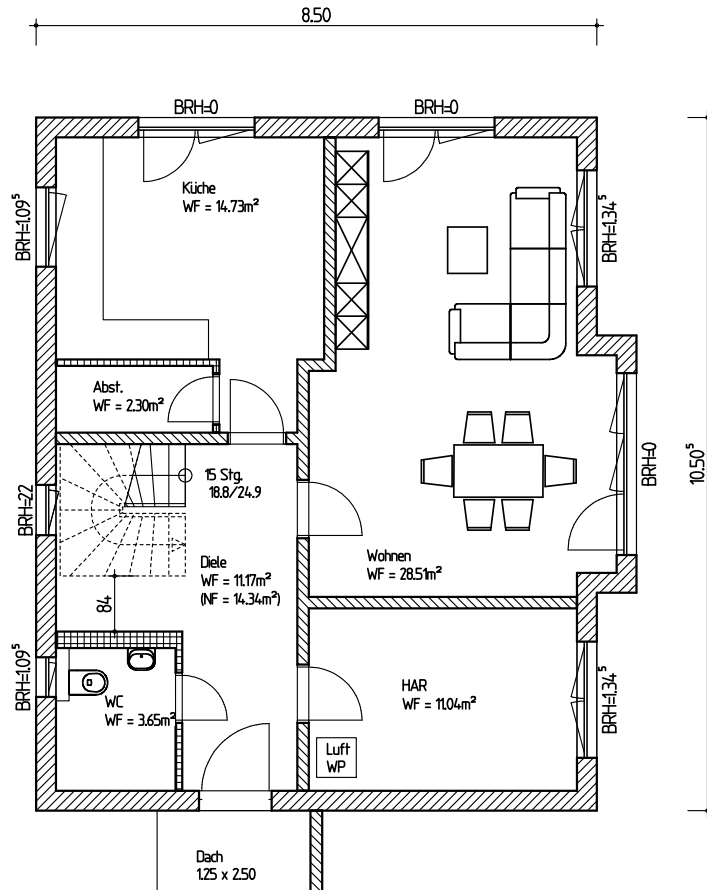 8.50
BRH=0
BRH=0
Küche
WF = 14.73m²
BRH=1.09⁵
BRH=1.34⁵
Abst.
WF = 2.30m²
10.50⁵
BRH=0
15 Stg.
18.8/24.9
BRH=22
Wohnen
WF = 28.51m²
Diele
WF = 11.17m²
(NF = 14.34m²)
84
BRH=1.09⁵
HAR
WF = 11.04m²
BRH=1.34⁵
WC
WF = 3.65m²
Luft
WP
Dach
1.25 x 2.50